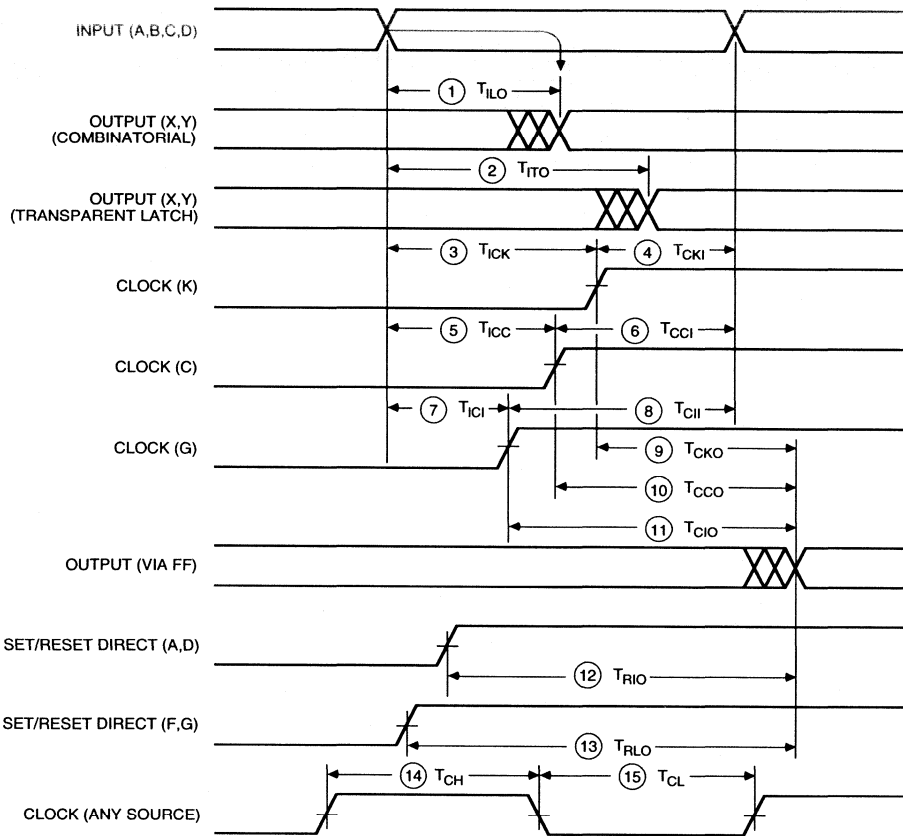 INPUT (A,B,C,D)
1 TILO
OUTPUT (X,Y)
(COMBINATORIAL)
2 TITO
OUTPUT (X,Y)
(TRANSPARENT LATCH)
3 TICK 4 TCKI
CLOCK (K)
5 TICC 6 TCCI
CLOCK (C)
7 TICI 8 TCII
CLOCK (G)
9 TCKO
10 TCCO
11 TCIO
OUTPUT (VIA FF)
SET/RESET DIRECT (A,D)
12 TRIO
SET/RESET DIRECT (F,G)
13 TRLO
14 TCH 15 TCL
CLOCK (ANY SOURCE)